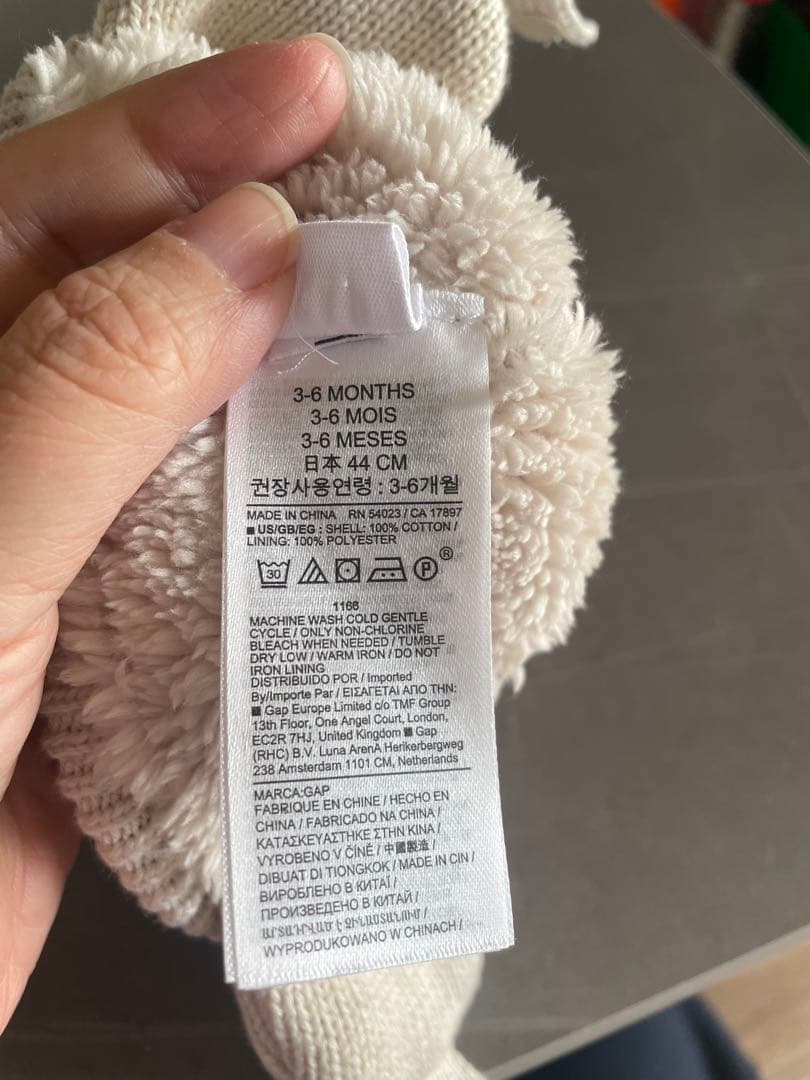 3-6 MONTHS
3-6 MOIS
3-6 MESES
日本 44 CM
권장사용연령 : 3-6개월
MADE IN CHINA RN 54023 / CA 17897
■ US/GB/EG : SHELL: 100% COTTON /
LINING: 100% POLYESTER
30 P ®
1166
MACHINE WASH COLD GENTLE
CYCLE / ONLY NON-CHLORINE
BLEACH WHEN NEEDED / TUMBLE
DRY LOW / WARM IRON / DO NOT
IRON LINING
DISTRIBUIDO POR / Imported
By/Importe Par / ΕΙΣΑΓΕΤΑΙ ΑΠΟ ΤΗΝ:
■ Gap Europe Limited c/o TMF Group
13th Floor, One Angel Court, London,
EC2R 7HJ, United Kingdom ■ Gap
(RHC) B.V. Luna ArenA Herikerbergweg
238 Amsterdam 1101 CM, Netherlands
MARCA:GAP
FABRIQUE EN CHINE / HECHO EN
CHINA / FABRICADO NA CHINA /
ΚΑΤΑΣΚΕΥΑΣΤΗΚΕ ΣΤΗΝ ΚΙΝΑ /
VYROBENO V ČÍNĚ / 中國製造 /
DIBUAT DI TIONGKOK / MADE IN CIN /
ВИРОБЛЕНО В КИТАЇ /
ПРОИЗВЕДЕНО В КИТАЙ /
ԱՐՏԱԴՐՎԱԾ Է ՉԻՆԱՍՏԱՆՈՒՄ /
WYPRODUKOWANO W CHINACH /